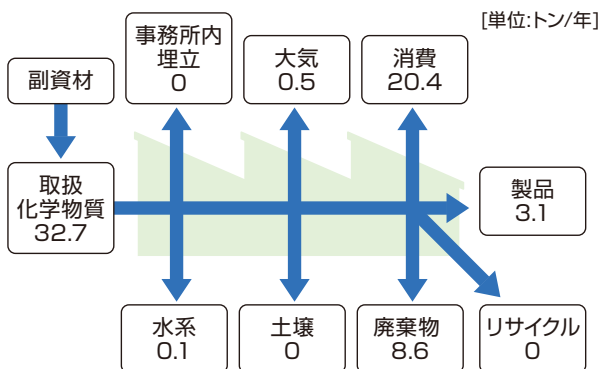 [単位:トン/年]
副資材
事務所内
埋立
0
大気
0.5
消費
20.4
取扱
化学物質
32.7
製品
3.1
水系
0.1
土壌
0
廃棄物
8.6
リサイクル
0